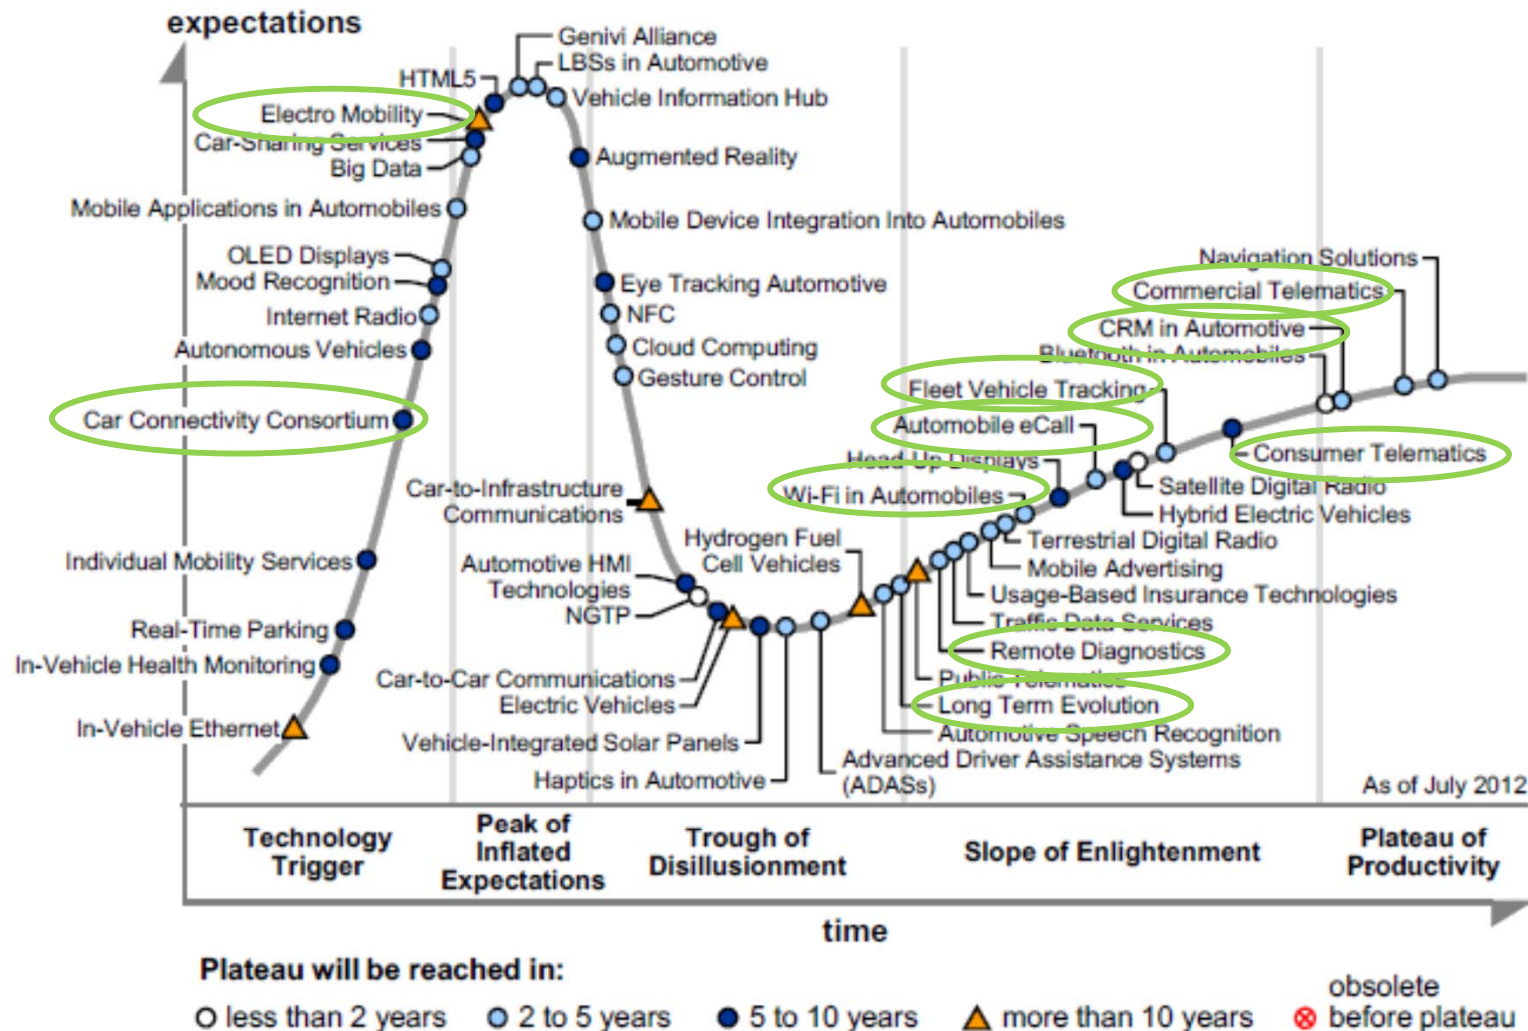 expectations
Genivi Alliance
LBSs in Automotive
HTML5
Vehicle Information Hub
Electro Mobility
Car-Sharing Services
Big Data
Augmented Reality
Mobile Applications in Automobiles
Mobile Device Integration Into Automobiles
OLED Displays
Mood Recognition
Eye Tracking Automotive
Internet Radio
NFC
Autonomous Vehicles
Cloud Computing
Gesture Control
Car Connectivity Consortium
Navigation Solutions
Commercial Telematics
CRM in Automotive
Bluetooth in Automobiles
Fleet Vehicle Tracking
Automobile eCall
Consumer Telematics
Head-Up Displays
Satellite Digital Radio
Wi-Fi in Automobiles
Hybrid Electric Vehicles
Car-to-Infrastructure
Communications
Hydrogen Fuel
Cell Vehicles
Terrestrial Digital Radio
Mobile Advertising
Individual Mobility Services
Automotive HMI
Technologies
NGTP
Usage-Based Insurance Technologies
Traffic Data Services
Real-Time Parking
Remote Diagnostics
In-Vehicle Health Monitoring
Car-to-Car Communications
Public Telematics
Electric Vehicles
Long Term Evolution
In-Vehicle Ethernet
Automotive Speech Recognition
Vehicle-Integrated Solar Panels
Advanced Driver Assistance Systems
(ADASs)
Haptics in Automotive
As of July 2012
Technology
Trigger
Peak of
Inflated
Expectations
Trough of
Disillusionment
Slope of Enlightenment
Plateau of
Productivity
time
Plateau will be reached in:
less than 2 years
2 to 5 years
5 to 10 years
more than 10 years
obsolete
before plateau